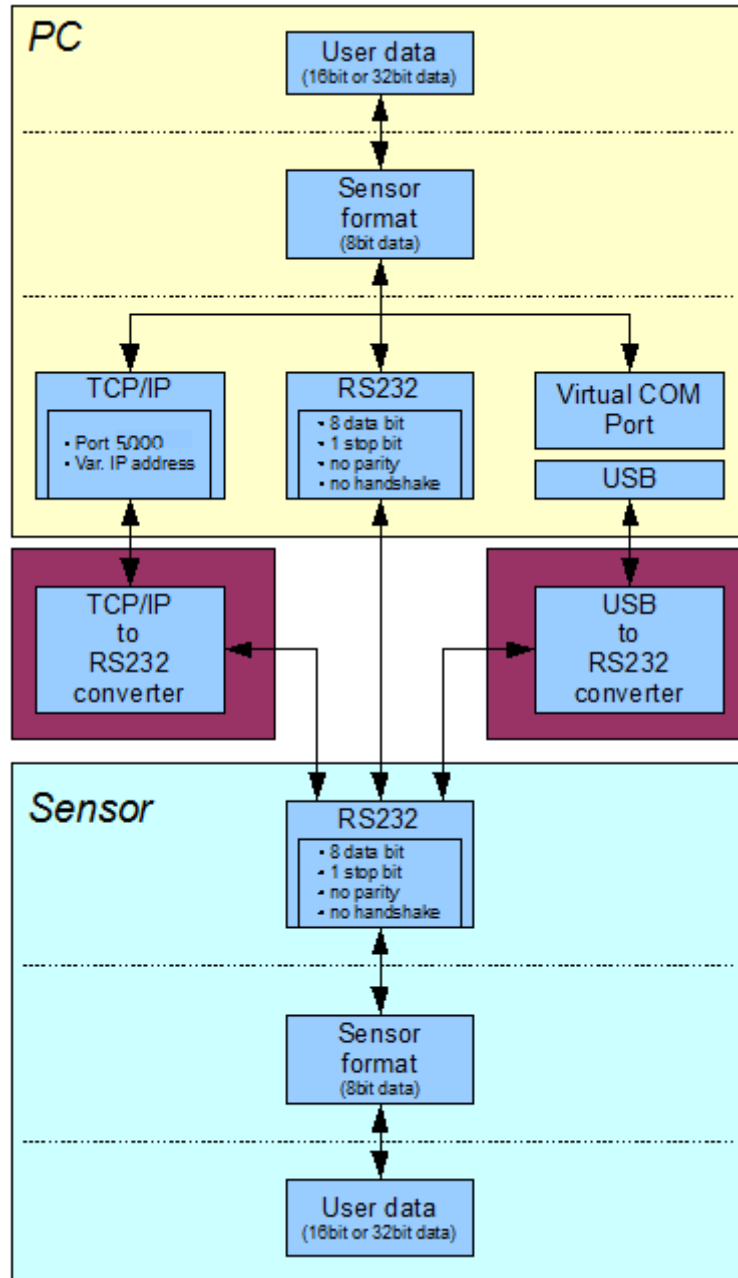 PC
User data
(16bit or 32bit data)
Sensor
format
(8bit data)
TCP/IP
• Port 5000
• Var. IP address
RS232
• 8 data bit
• 1 stop bit
• no parity
• no handshake
Virtual COM
Port
USB
TCP/IP
to
RS232
converter
USB
to
RS232
converter
Sensor
RS232
• 8 data bit
• 1 stop bit
• no parity
• no handshake
Sensor
format
(8bit data)
User data
(16bit or 32bit data)